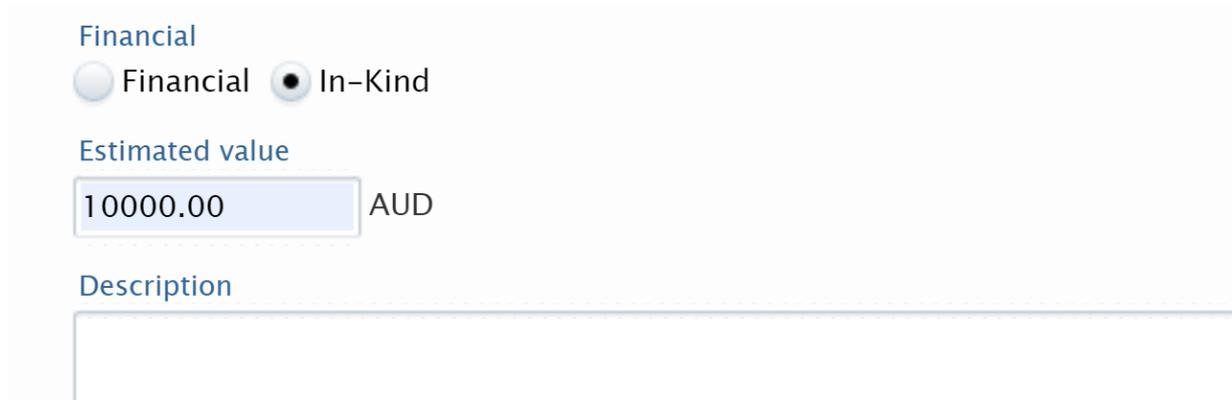 Financial
Financial In-Kind
Estimated value
10000.00 AUD
Description